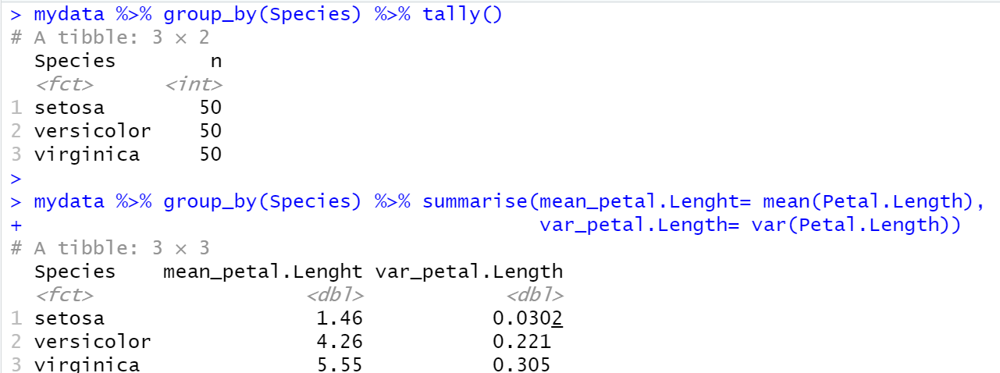 > mydata %>% group_by(Species) %>% tally()
# A tibble: 3 × 2
  Species        n
  <fct>      <int>
1 setosa        50
2 versicolor    50
3 virginica     50
>
> mydata %>% group_by(Species) %>% summarise(mean_petal.Lenght= mean(Petal.Length),
+                                            var_petal.Length= var(Petal.Length))
# A tibble: 3 × 3
  Species    mean_petal.Lenght var_petal.Length
  <fct>                  <dbl>            <dbl>
1 setosa                  1.46           0.0302
2 versicolor              4.26           0.221
3 virginica               5.55           0.305